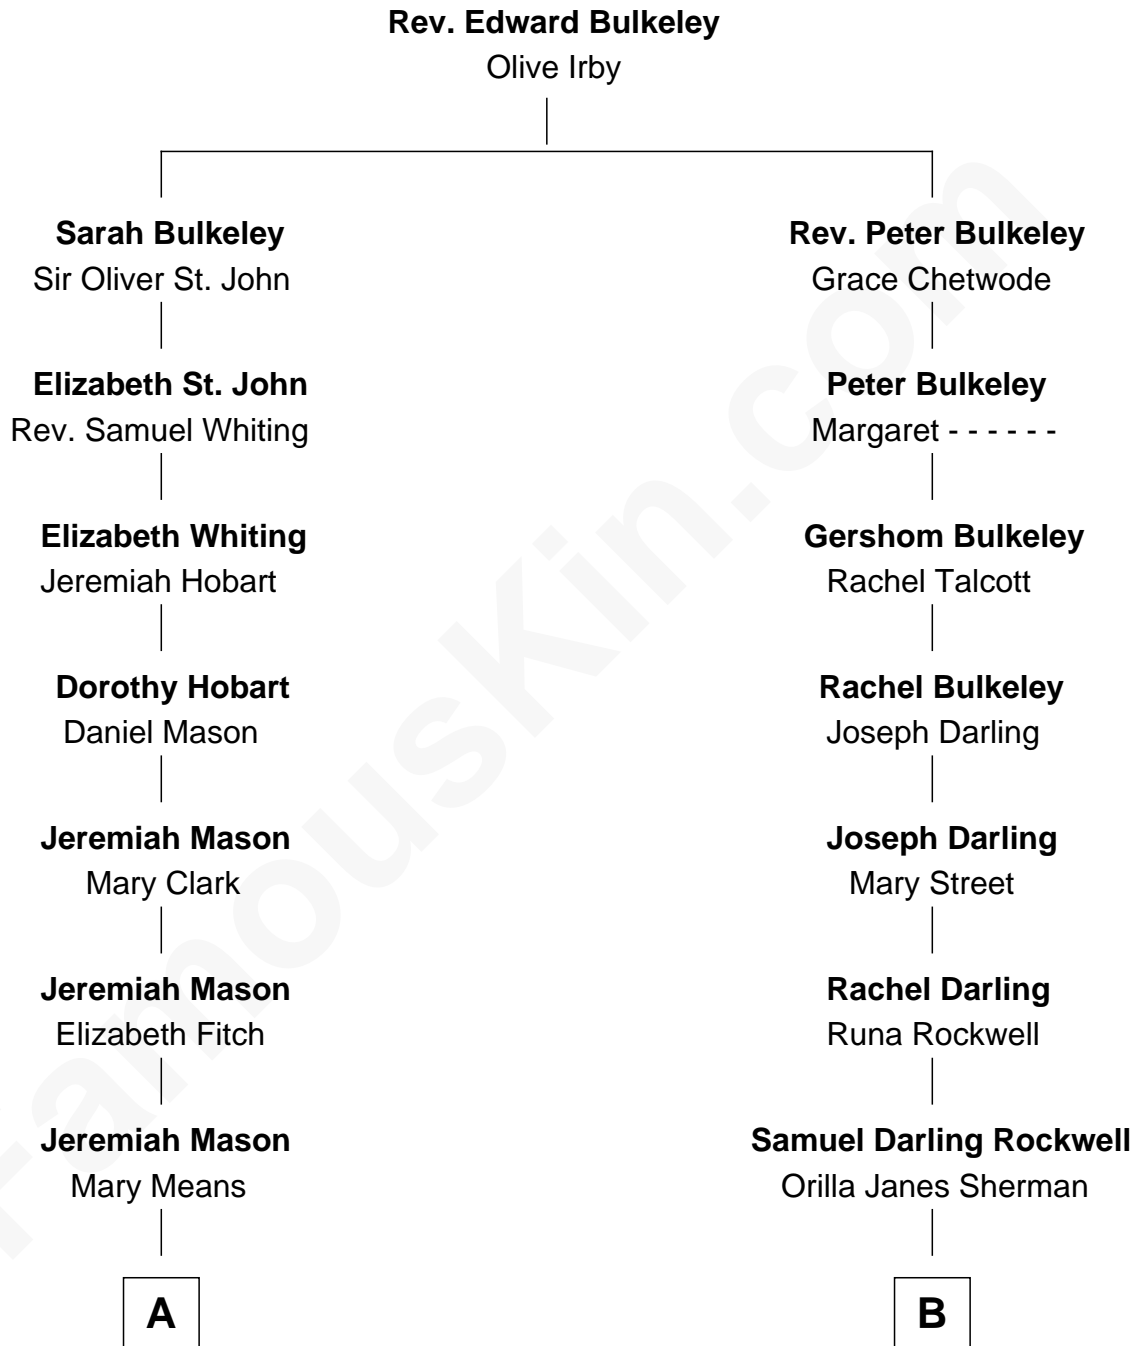 Rev. Edward Bulkeley
Olive Irby
Sarah Bulkeley
Sir Oliver St. John
Rev. Peter Bulkeley
Grace Chetwode
Elizabeth St. John
Rev. Samuel Whiting
Peter Bulkeley
Margaret - - - - - -
Elizabeth Whiting
Jeremiah Hobart
Gershom Bulkeley
Rachel Talcott
Dorothy Hobart
Daniel Mason
Rachel Bulkeley
Joseph Darling
Jeremiah Mason
Mary Clark
Joseph Darling
Mary Street
Jeremiah Mason
Elizabeth Fitch
Rachel Darling
Runa Rockwell
Jeremiah Mason
Mary Means
Samuel Darling Rockwell
Orilla Janes Sherman
A
B
FamousKin.com